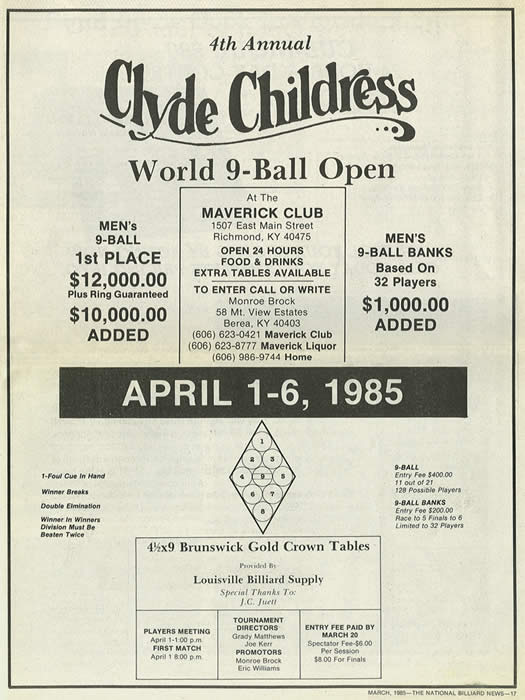 4th Annual
Clyde Childress
World 9-Ball Open
MEN's
9-BALL
1st PLACE
$12,000.00
Plus Ring Guaranteed
$10,000.00
ADDED
At The
MAVERICK CLUB
1507 East Main Street
Richmond, KY 40475
OPEN 24 HOURS
FOOD & DRINKS
EXTRA TABLES AVAILABLE
TO ENTER CALL OR WRITE
Monroe Brock
58 Mt. View Estates
Berea, KY 40403
(606) 623-0421 Maverick Club
(606) 623-8777 Maverick Liquor
(606) 986-9744 Home
MEN'S
9-BALL BANKS
Based On
32 Players
$1,000.00
ADDED
APRIL 1-6, 1985
1-Foul Cue In Hand
Winner Breaks
Double Elimination
Winner In Winners
Division Must Be
Beaten Twice
1
2 3
4 9 5
6 7
8
9-BALL
Entry Fee $400.00
11 out of 21
128 Possible Players
9-BALL BANKS
Entry Fee $200.00
Race to 5 Finals to 6
Limited to 32 Players
4½x9 Brunswick Gold Crown Tables
Provided By
Louisville Billiard Supply
Special Thanks To:
J.C. Juett
PLAYERS MEETING
April 1-1:00 p.m.
FIRST MATCH
April 1 8:00 p.m.
TOURNAMENT
DIRECTORS
Grady Matthews
Joe Kerr
PROMOTORS
Monroe Brock
Eric Williams
ENTRY FEE PAID BY
MARCH 20
Spectator Fee-$6.00
Per Session
$8.00 For Finals
MARCH, 1985—THE NATIONAL BILLIARD NEWS—17